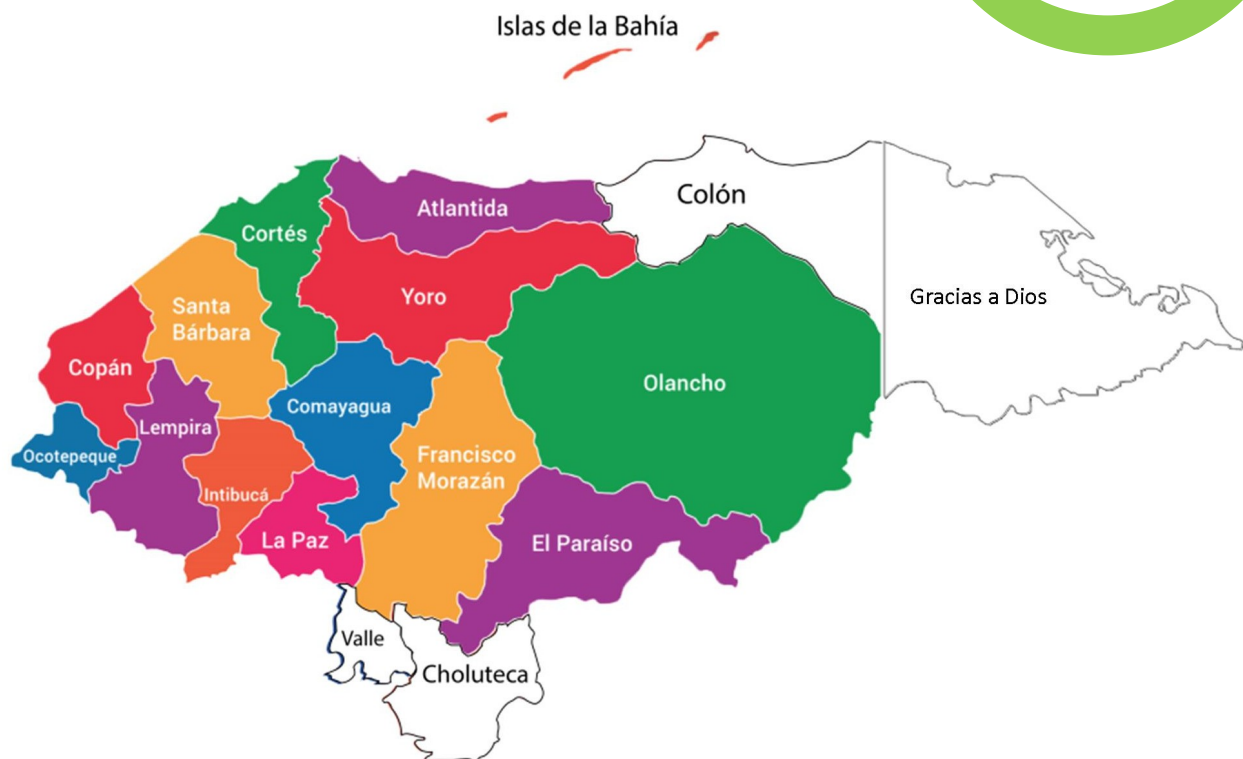 Islas de la Bahía
Atlantida
Colón
Cortés
Yoro
Gracias a Dios
Santa
Bárbara
Copán
Olancho
Comayagua
Lempira
Ocotepeque
Francisco
Morazán
Intibucá
La Paz
El Paraíso
Valle
Choluteca